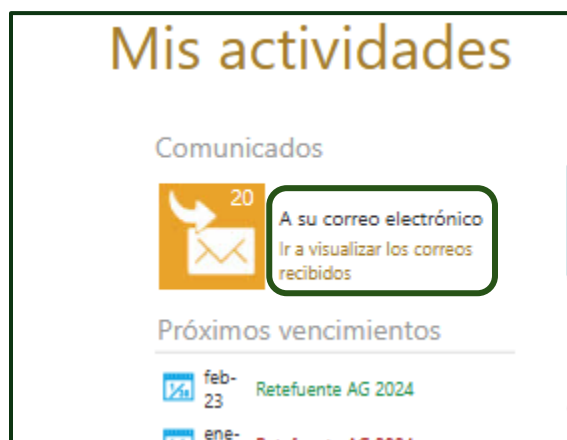 Mis actividades
Comunicados
20
A su correo electrónico
Ir a visualizar los correos
recibidos
Próximos vencimientos
feb-
23
Retefuente AG 2024
ene-